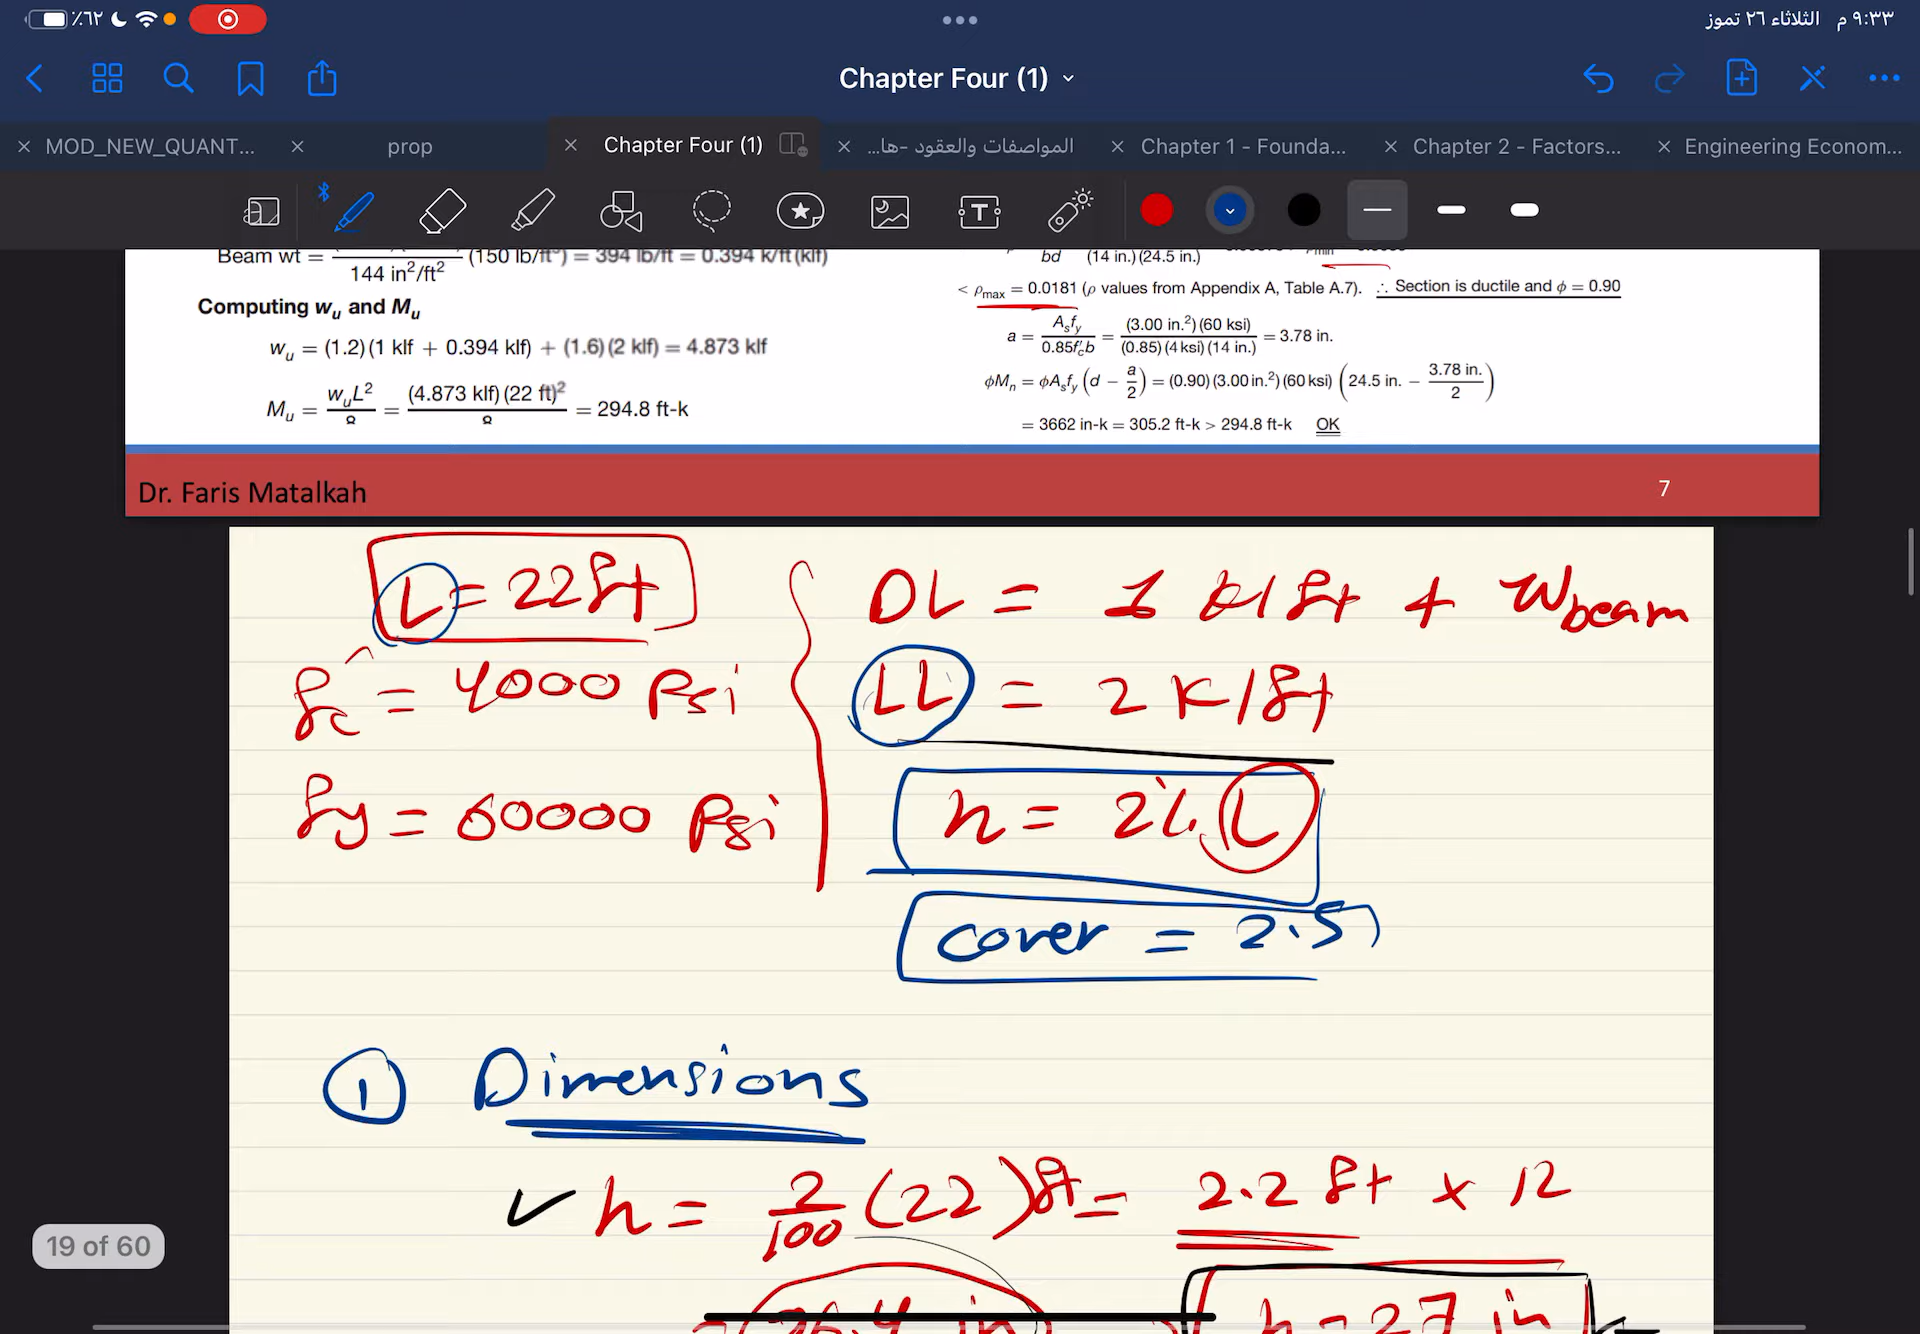 ٪٦٢
٩:٣٣ م الثلاثاء ٢٦ تموز
Chapter Four (1)
MOD_NEW_QUANT...
prop
Chapter Four (1)
المواصفات والعقود -ها...
Chapter 1 - Founda...
Chapter 2 - Factors...
Engineering Econom...
Beam wt = / 144 in²/ft² (150 lb/ft³) = 394 lb/ft = 0.394 k/ft (klf)
Computing wu and Mu
wu = (1.2)(1 klf + 0.394 klf) + (1.6)(2 klf) = 4.873 klf
Mu = wuL²/8 = (4.873 klf)(22 ft)²/8 = 294.8 ft-k
bd (14 in.)(24.5 in.)
< ρmax = 0.0181 (ρ values from Appendix A, Table A.7). ∴ Section is ductile and ϕ = 0.90
a = Asfy/0.85f'cb = (3.00 in.²)(60 ksi)/(0.85)(4 ksi)(14 in.) = 3.78 in.
ϕMn = ϕAsfy (d − a/2) = (0.90)(3.00 in.²)(60 ksi) (24.5 in. − 3.78 in./2)
= 3662 in-k = 305.2 ft-k > 294.8 ft-k OK
Dr. Faris Matalkah
7
L = 22 ft
f'c = 4000 Psi
fy = 60000 Psi
DL = 1 K/ft + Wbeam
LL = 2 K/ft
h = 2% L
cover = 2.5
1 Dimensions
h = 2/100 (22) ft = 2.2 ft x 12
h = 27 in
19 of 60